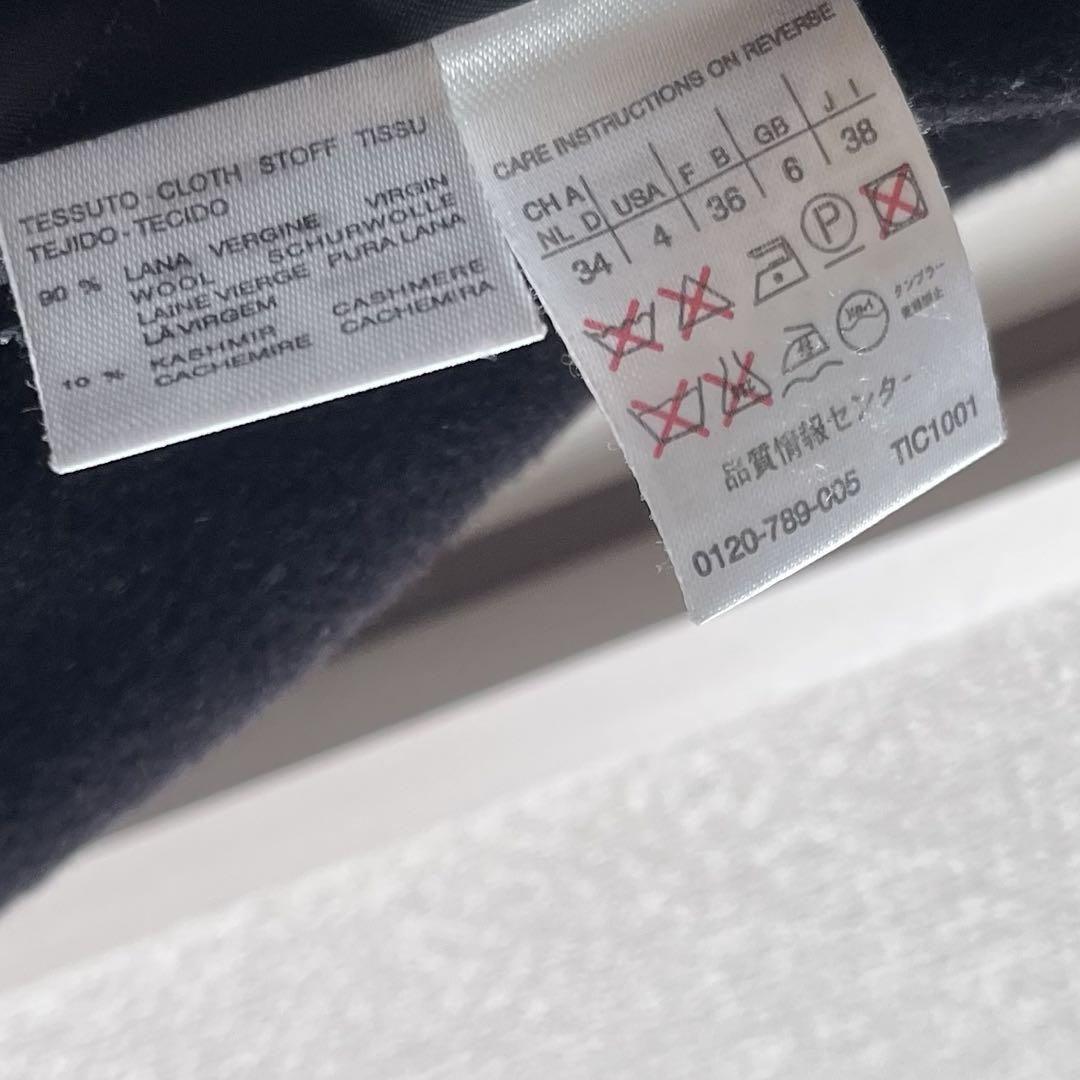 TESSUTO - CLOTH STOFF TISSU
TEJIDO - TECIDO
90 % LANA VERGINE VIRGIN
WOOL SCHURWOLLE
LAINE VIERGE PURA LANA
LÃ VIRGEM
10 % KASHMIR CASHMERE
CACHEMIRE CACHEMIRA
CARE INSTRUCTIONS ON REVERSE
CH A USA F B GB J I
NL D
34 4 36 6 38
P
タンブラー
乾燥禁止
品質情報センター
TIC1001
0120-789-005